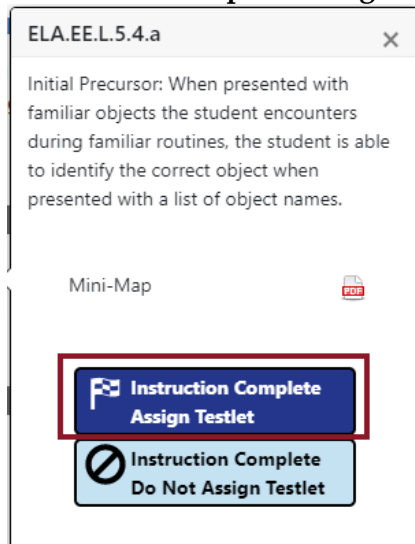 ELA.EE.L.5.4.a
Initial Precursor: When presented with
familiar objects the student encounters
during familiar routines, the student is able
to identify the correct object when
presented with a list of object names.
Mini-Map
PDF
Instruction Complete
Assign Testlet
Instruction Complete
Do Not Assign Testlet